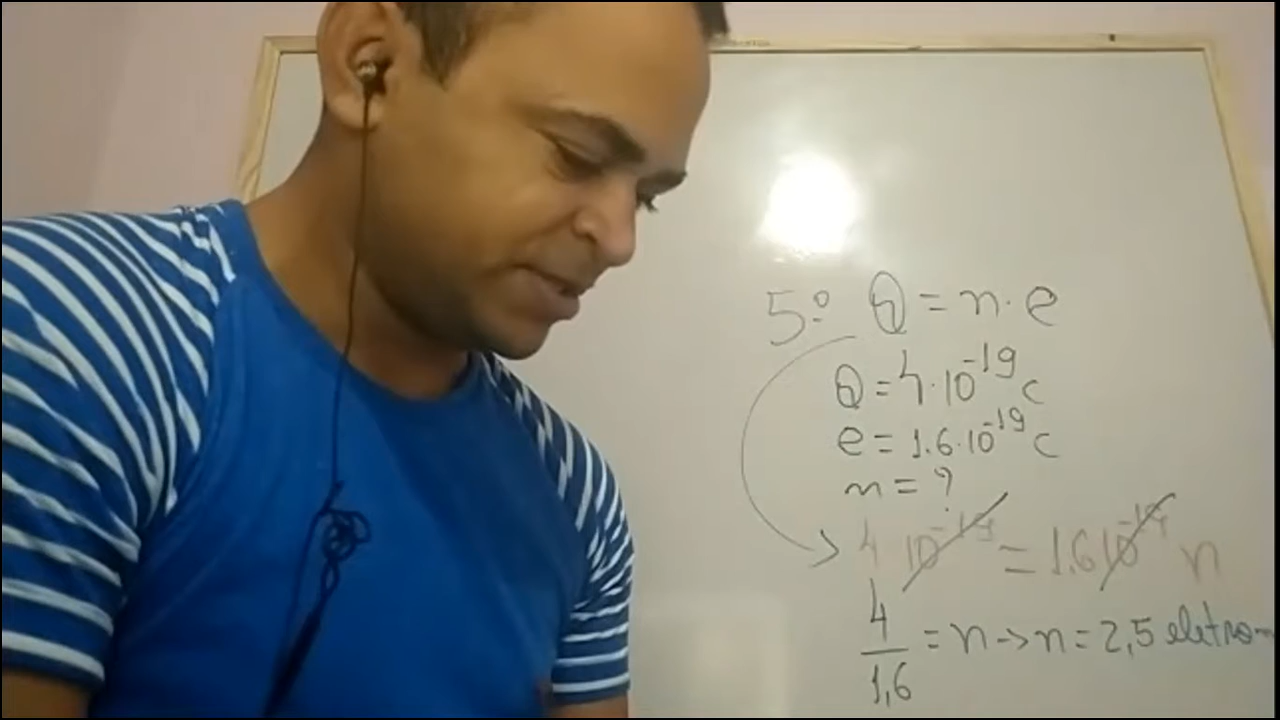 5º Q = n·e
Q = 4·10⁻¹⁹ C
e = 1.6·10⁻¹⁹ C
n = ?
4 10⁻¹⁹ = 1.6 10⁻¹⁹ n
4/1,6 = n → n = 2,5 eletro